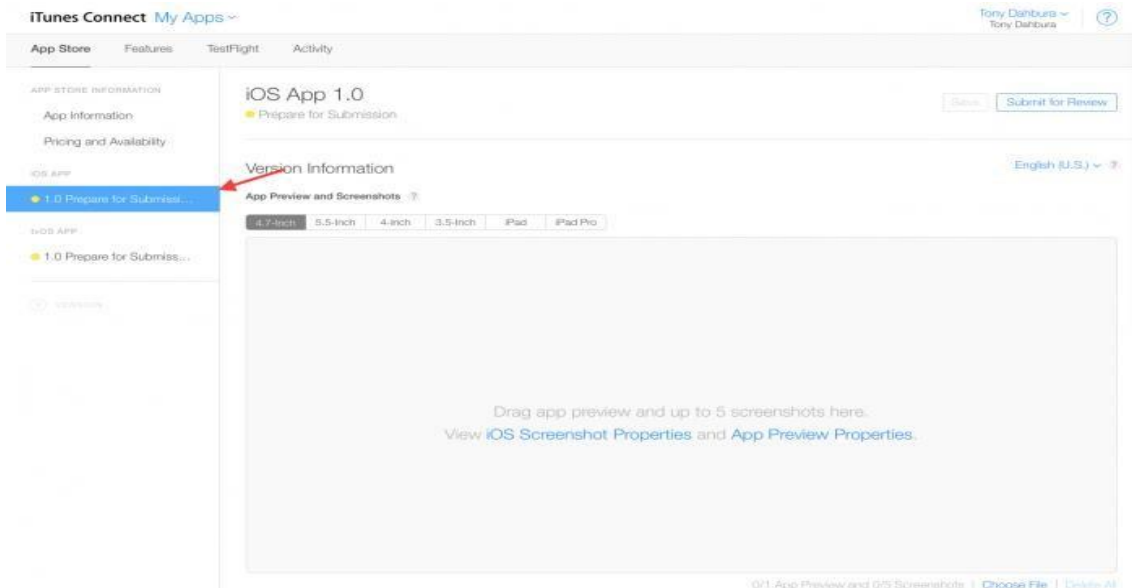 iTunes Connect My Apps
Tony Dahbura
Tony Dahbura
?
App Store Features TestFlight Activity
APP STORE INFORMATION
App Information
Pricing and Availability
iOS APP
1.0 Prepare for Submissi...
tvOS APP
1.0 Prepare for Submiss...
VERSION
iOS App 1.0
Prepare for Submission
Save Submit for Review
Version Information
English (U.S.) ?
App Preview and Screenshots ?
4.7-Inch 5.5-Inch 4-Inch 3.5-Inch iPad iPad Pro
Drag app preview and up to 5 screenshots here.
View iOS Screenshot Properties and App Preview Properties.
0/1 App Preview and 0/5 Screenshots | Choose File | Delete All